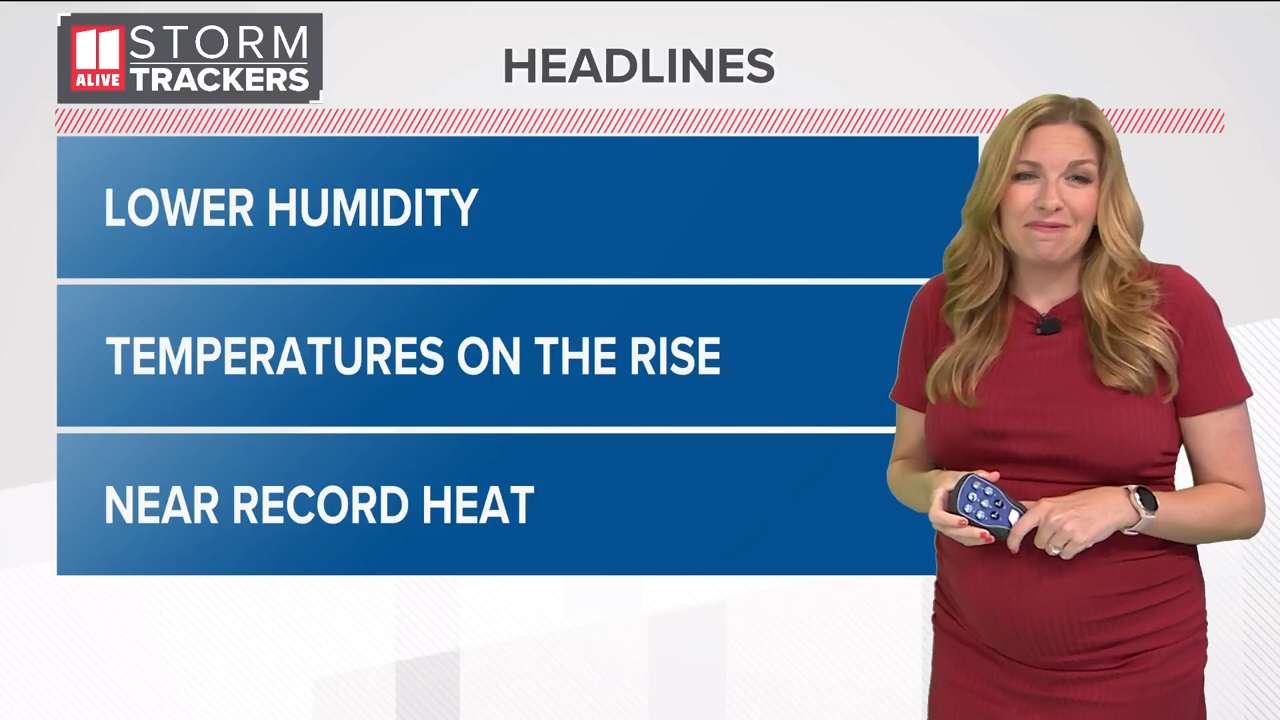 11 ALIVE
STORM
TRACKERS
HEADLINES
LOWER HUMIDITY
TEMPERATURES ON THE RISE
NEAR RECORD HEAT